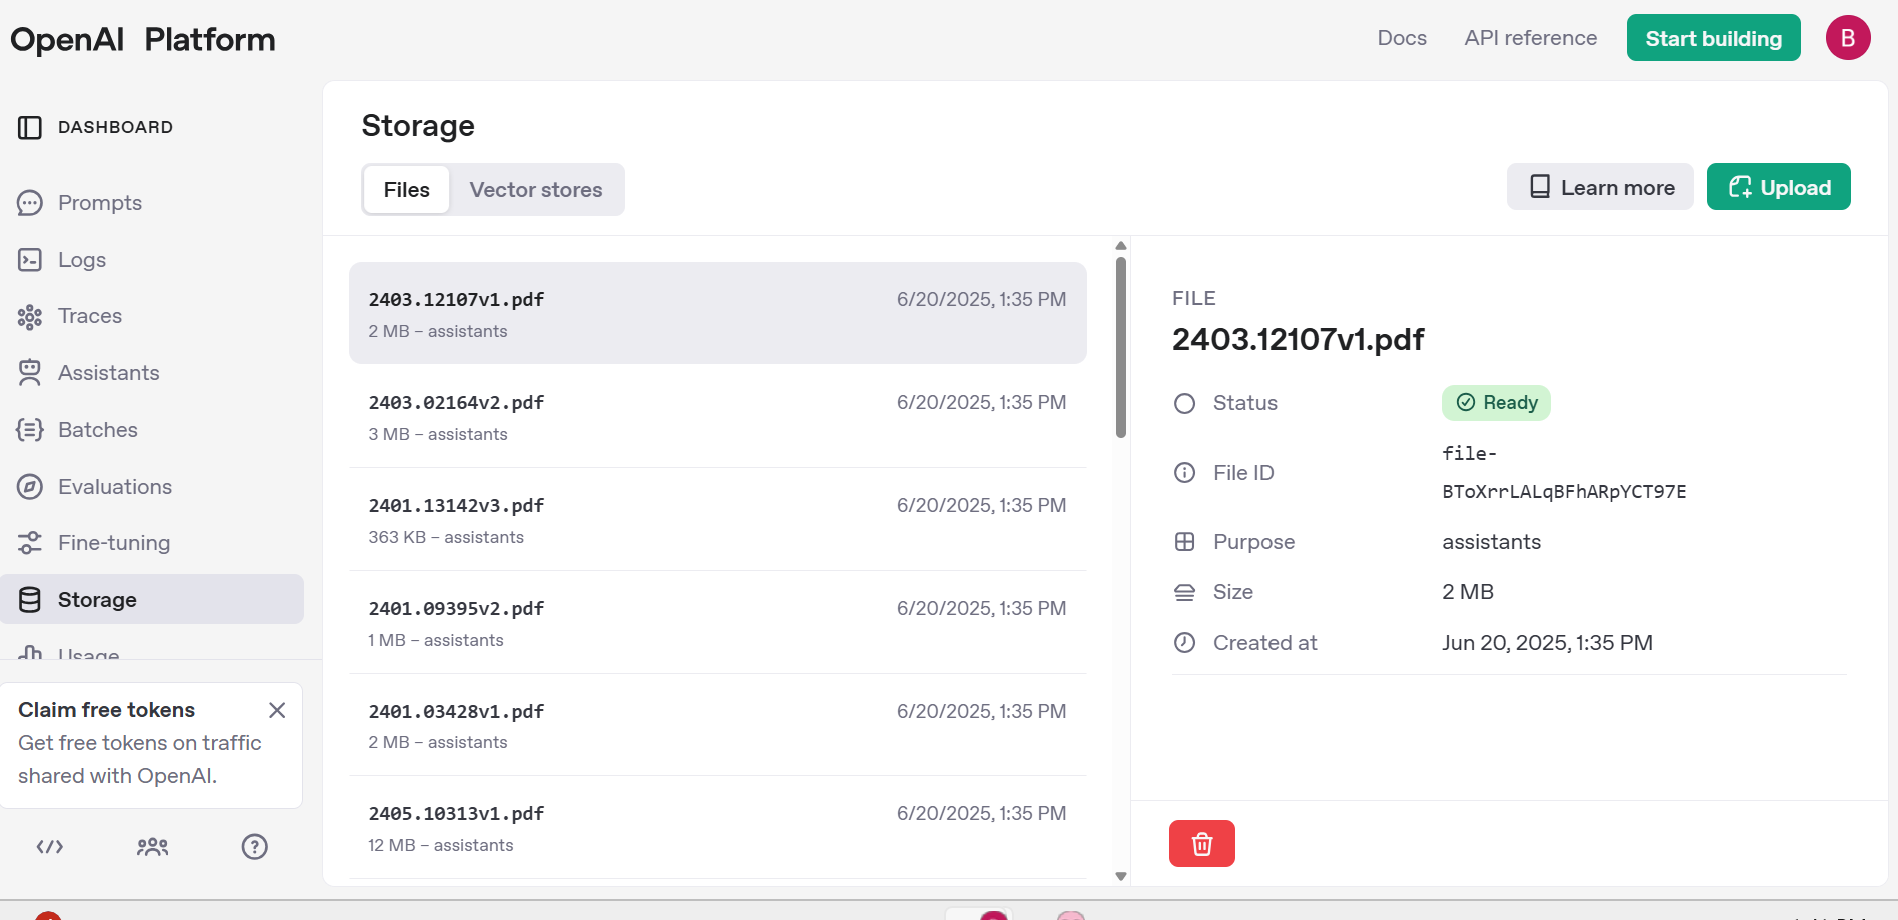 OpenAI Platform
Docs
API reference
Start building
B
DASHBOARD
Prompts
Logs
Traces
Assistants
Batches
Evaluations
Fine-tuning
Storage
Usage
Claim free tokens
Get free tokens on traffic
shared with OpenAI.
Storage
Files
Vector stores
Learn more
Upload
2403.12107v1.pdf
6/20/2025, 1:35 PM
2 MB – assistants
2403.02164v2.pdf
6/20/2025, 1:35 PM
3 MB – assistants
2401.13142v3.pdf
6/20/2025, 1:35 PM
363 KB – assistants
2401.09395v2.pdf
6/20/2025, 1:35 PM
1 MB – assistants
2401.03428v1.pdf
6/20/2025, 1:35 PM
2 MB – assistants
2405.10313v1.pdf
6/20/2025, 1:35 PM
12 MB – assistants
FILE
2403.12107v1.pdf
Status
Ready
File ID
file-
BToXrrLALqBFhARpYCT97E
Purpose
assistants
Size
2 MB
Created at
Jun 20, 2025, 1:35 PM